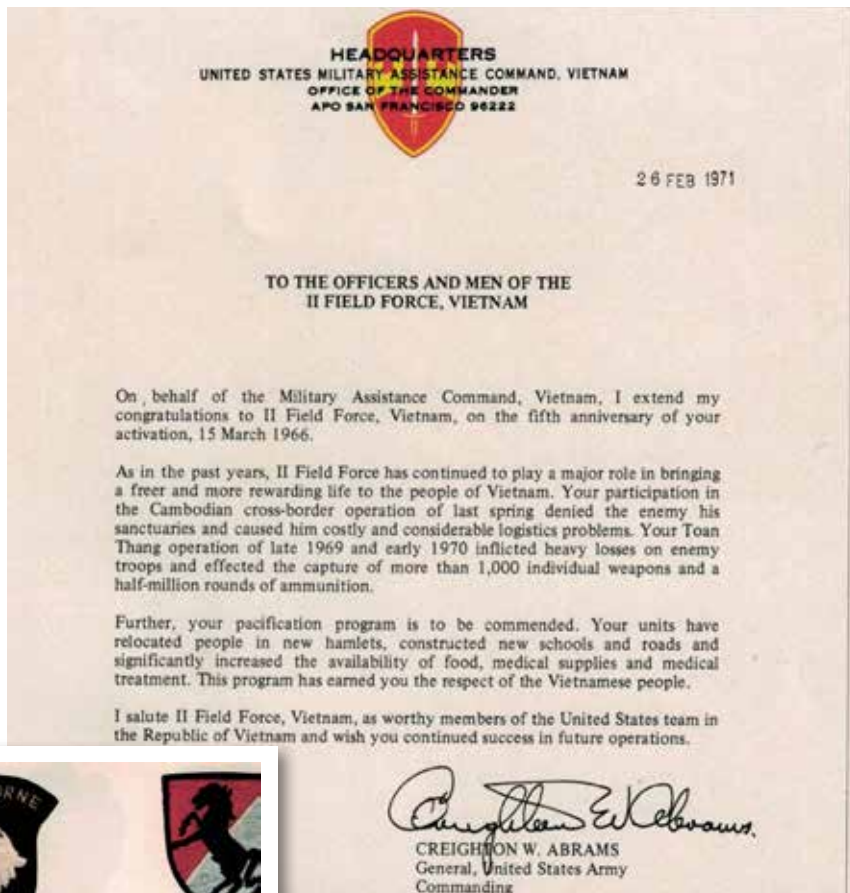 HEADQUARTERS
UNITED STATES MILITARY ASSISTANCE COMMAND, VIETNAM
OFFICE OF THE COMMANDER
APO SAN FRANCISCO 96222
26 FEB 1971
TO THE OFFICERS AND MEN OF THE
II FIELD FORCE, VIETNAM
On behalf of the Military Assistance Command, Vietnam, I extend my
congratulations to II Field Force, Vietnam, on the fifth anniversary of your
activation, 15 March 1966.
As in the past years, II Field Force has continued to play a major role in bringing
a freer and more rewarding life to the people of Vietnam. Your participation in
the Cambodian cross-border operation of last spring denied the enemy his
sanctuaries and caused him costly and considerable logistics problems. Your Toan
Thang operation of late 1969 and early 1970 inflicted heavy losses on enemy
troops and effected the capture of more than 1,000 individual weapons and a
half-million rounds of ammunition.
Further, your pacification program is to be commended. Your units have
relocated people in new hamlets, constructed new schools and roads and
significantly increased the availability of food, medical supplies and medical
treatment. This program has earned you the respect of the Vietnamese people.
I salute II Field Force, Vietnam, as worthy members of the United States team in
the Republic of Vietnam and wish you continued success in future operations.
Creighton W. Abrams.
CREIGHTON W. ABRAMS
General, United States Army
Commanding
ORNE